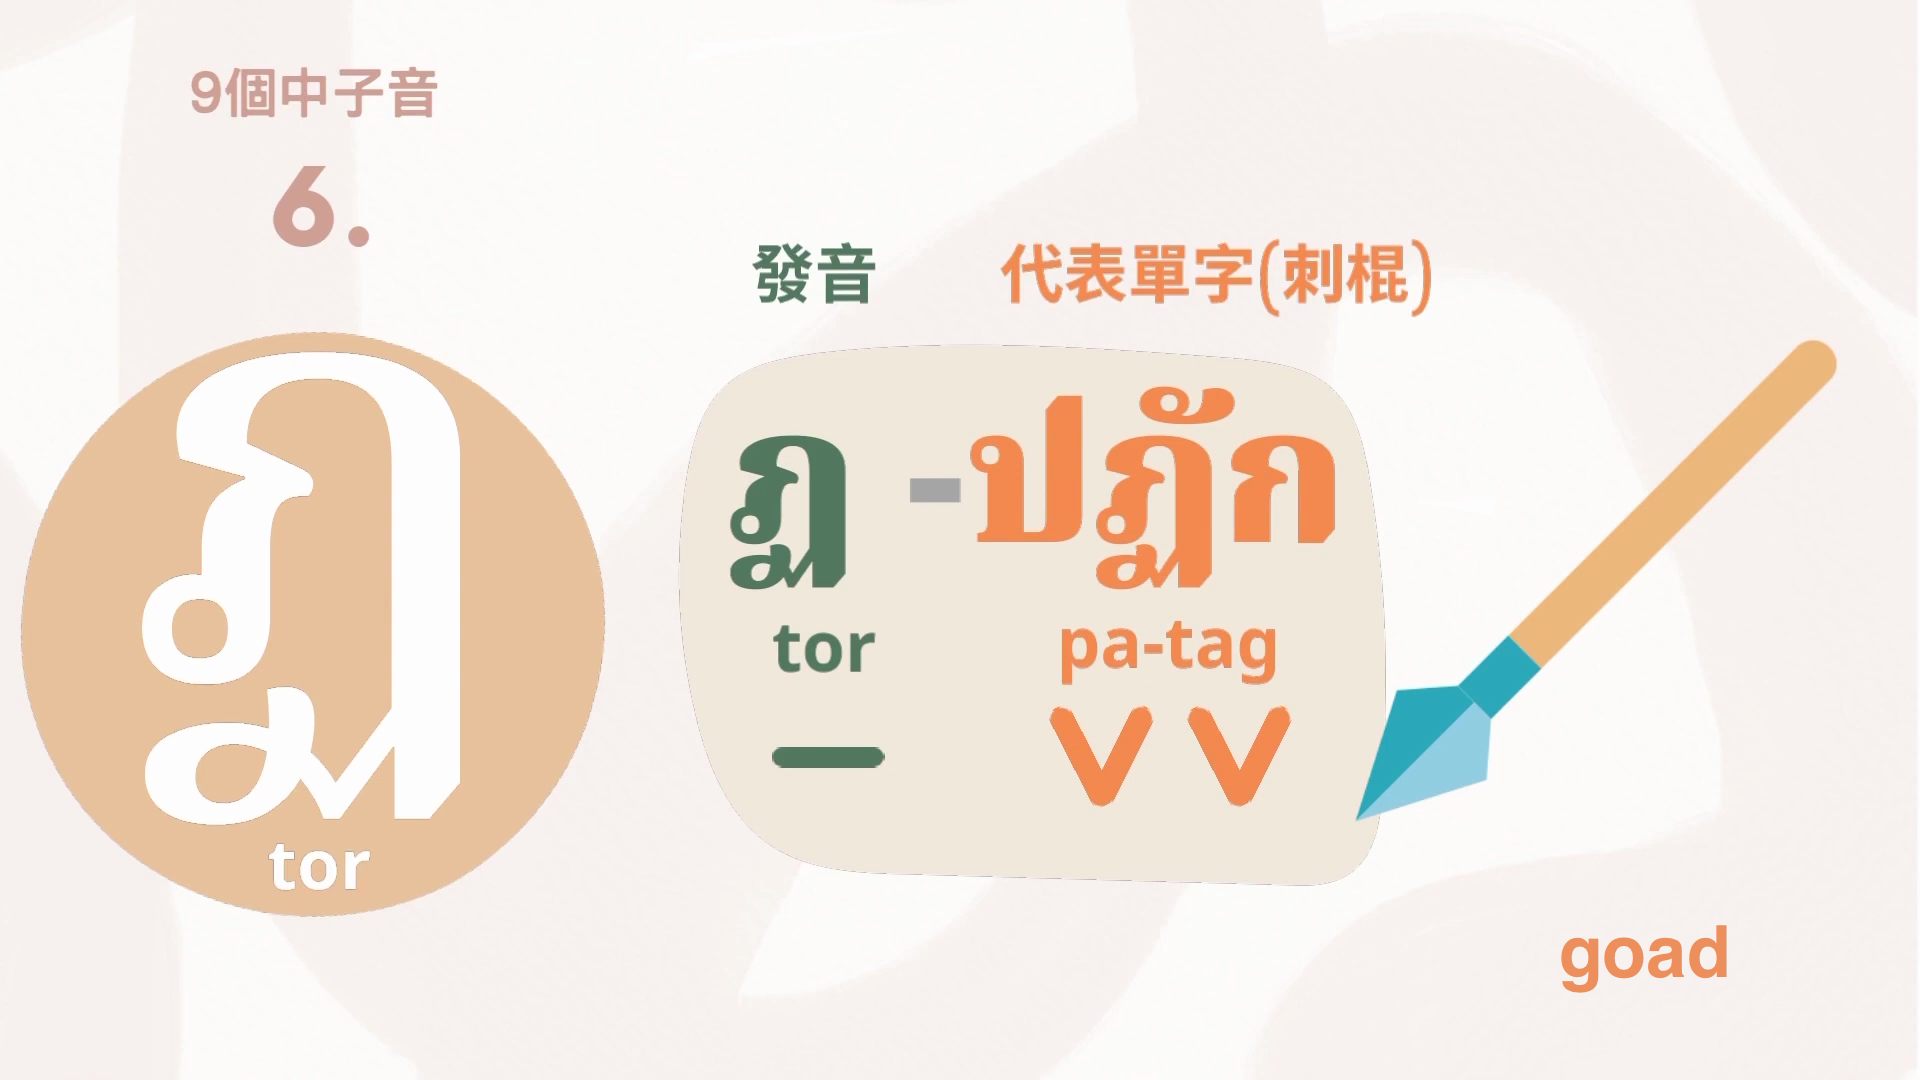 9個中子音
6.
ฏ
tor
發音
代表單字(刺棍)
ฏ -ปฏัก
tor
pa-tag
goad